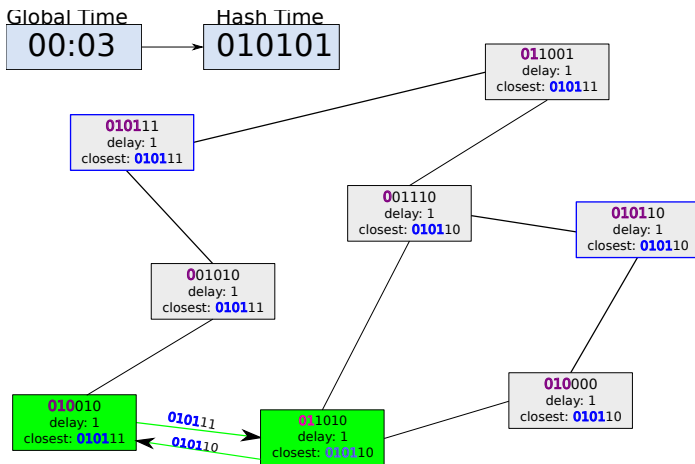 Global Time
Hash Time
00:03
010101
011001
delay: 1
closest: 010111
010111
delay: 1
closest: 010111
001110
delay: 1
closest: 010110
010110
delay: 1
closest: 010110
001010
delay: 1
closest: 010111
010000
delay: 1
closest: 010110
010010
delay: 1
closest: 010111
010111
010110
011010
delay: 1
closest: 010110